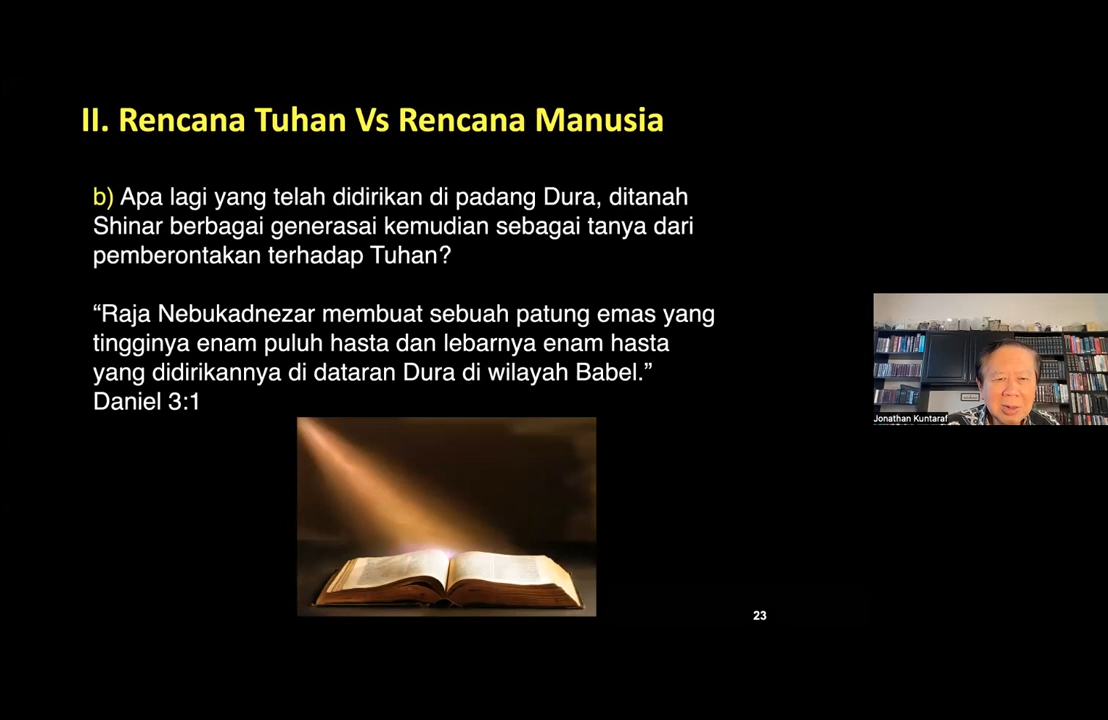 II. Rencana Tuhan Vs Rencana Manusia
b) Apa lagi yang telah didirikan di padang Dura, ditanah
Shinar berbagai generasai kemudian sebagai tanya dari
pemberontakan terhadap Tuhan?
“Raja Nebukadnezar membuat sebuah patung emas yang
tingginya enam puluh hasta dan lebarnya enam hasta
yang didirikannya di dataran Dura di wilayah Babel.”
Daniel 3:1
Jonathan Kuntaraf
23